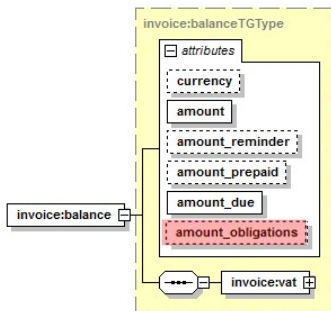 invoice:balanceTGType
attributes
currency
amount
amount_reminder
amount_prepaid
amount_due
invoice:balance
amount_obligations
invoice:vat